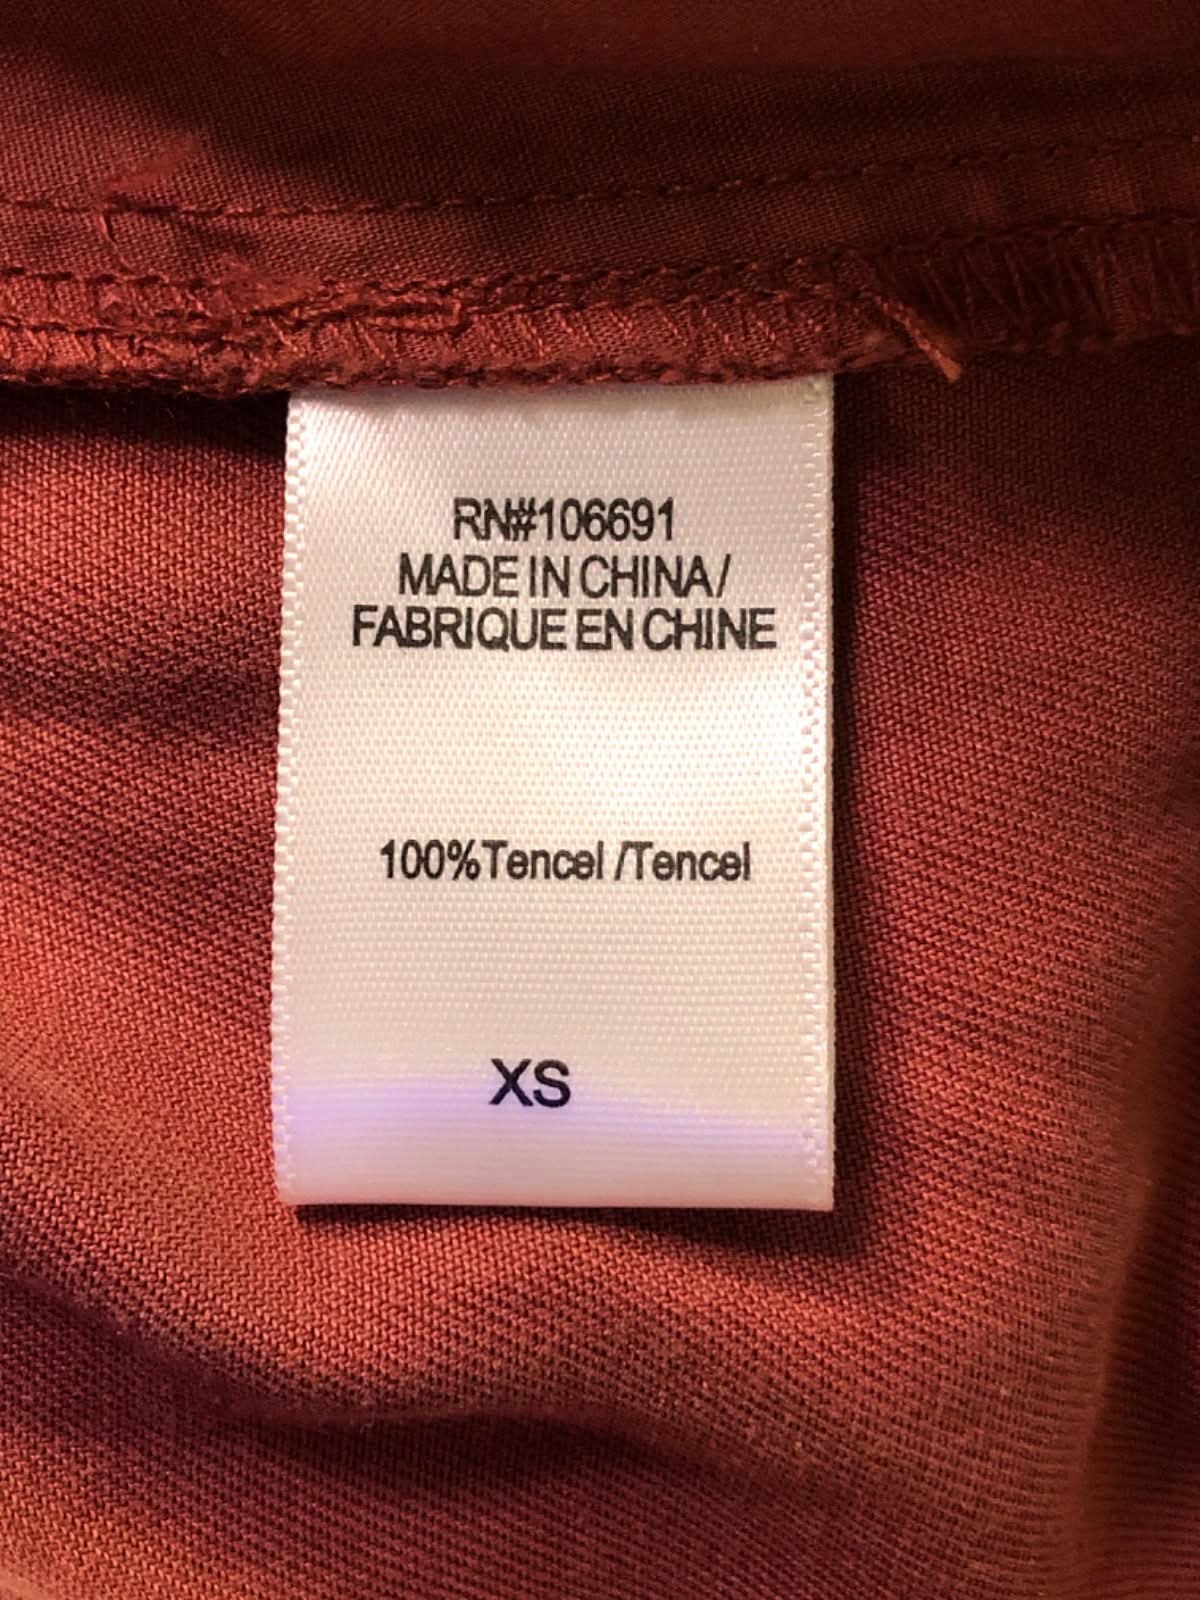 RN#106691
MADE IN CHINA/
FABRIQUE EN CHINE
100%Tencel /Tencel
XS